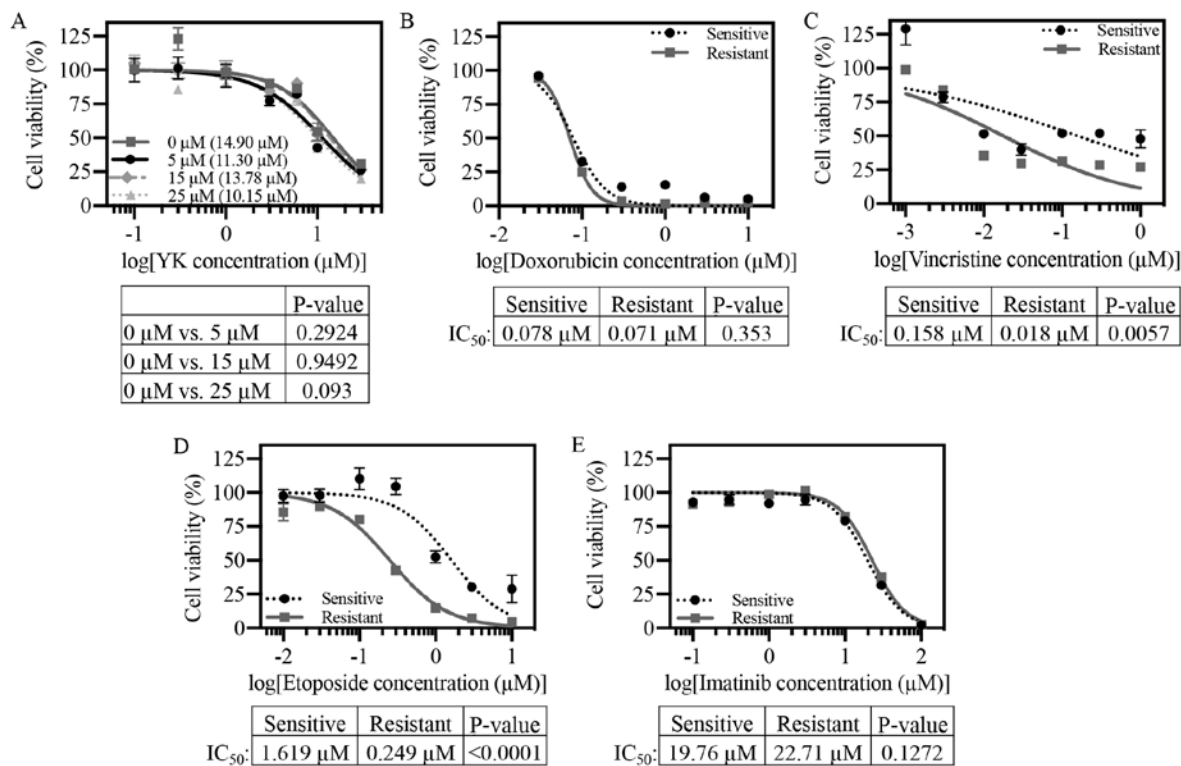 A
Cell viability (%)
125
100
75
50
25
0
0 μM (14.90 μM)
5 μM (11.30 μM)
15 μM (13.78 μM)
25 μM (10.15 μM)
-1 0 1
log[YK concentration (μM)]
P-value
0 μM vs. 5 μM 0.2924
0 μM vs. 15 μM 0.9492
0 μM vs. 25 μM 0.093
B
Cell viability (%)
125
100
75
50
25
0
Sensitive
Resistant
-2 -1 0 1
log[Doxorubicin concentration (μM)]
Sensitive Resistant P-value
IC50: 0.078 μM 0.071 μM 0.353
C
Cell viability (%)
125
100
75
50
25
0
Sensitive
Resistant
-3 -2 -1 0
log[Vincristine concentration (μM)]
Sensitive Resistant P-value
IC50: 0.158 μM 0.018 μM 0.0057
D
Cell viability (%)
125
100
75
50
25
0
Sensitive
Resistant
-2 -1 0 1
log[Etoposide concentration (μM)]
Sensitive Resistant P-value
IC50: 1.619 μM 0.249 μM <0.0001
E
Cell viability (%)
125
100
75
50
25
0
Sensitive
Resistant
-1 0 1 2
log[Imatinib concentration (μM)]
Sensitive Resistant P-value
IC50: 19.76 μM 22.71 μM 0.1272